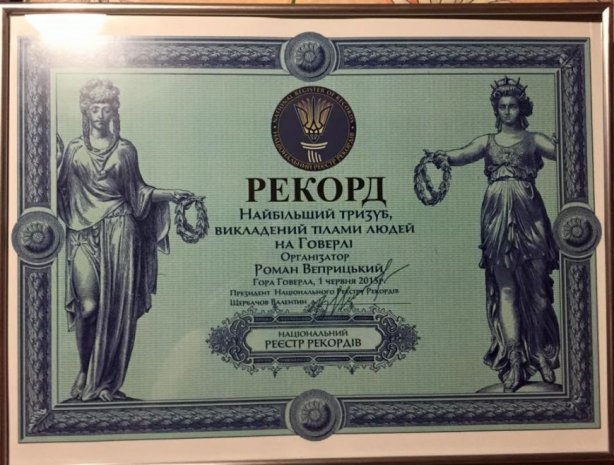 NATIONAL REGISTER OF RECORDS
НАЦІОНАЛЬНИЙ РЕЄСТР РЕКОРДІВ
РЕКОРД
НАЙБІЛЬШИЙ ТРИЗУБ,
ВИКЛАДЕНИЙ ТІЛАМИ ЛЮДЕЙ
НА ГОВЕРЛІ
ОРГАНІЗАТОР
РОМАН ВЕПРИЦЬКИЙ
ГОРА ГОВЕРЛА, 1 ЧЕРВНЯ 2015Р.
ПРЕЗИДЕНТ НАЦІОНАЛЬНОГО РЕЄСТРУ РЕКОРДІВ
ЩЕРБАЧОВ ВАЛЕНТИН
НАЦІОНАЛЬНИЙ
РЕЄСТР РЕКОРДІВ